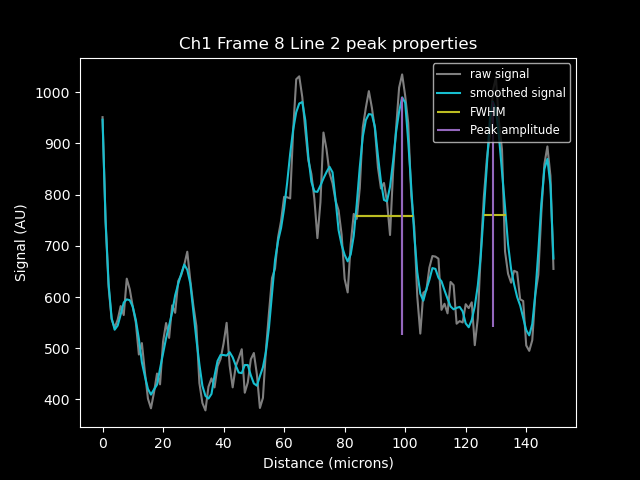 Ch1 Frame 8 Line 2 peak properties
raw signal
smoothed signal
FWHM
Peak amplitude
Signal (AU)
1000
900
800
700
600
500
400
0 20 40 60 80 100 120 140
Distance (microns)